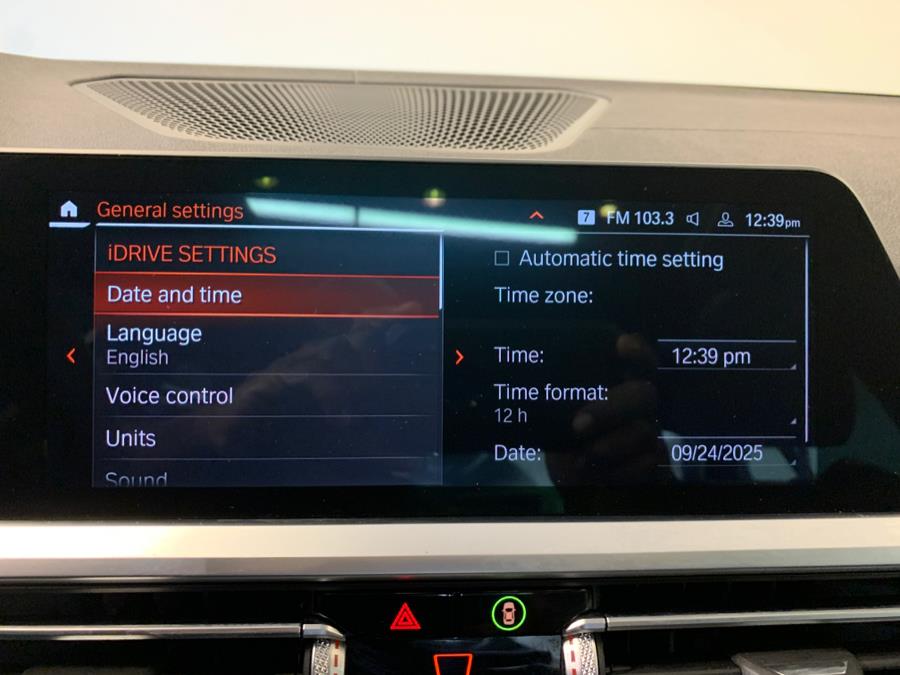 General settings
7 FM 103.3 12:39pm
iDRIVE SETTINGS
Date and time
Language
English
Voice control
Units
Sound
Automatic time setting
Time zone:
Time: 12:39 pm
Time format:
12 h
Date: 09/24/2025